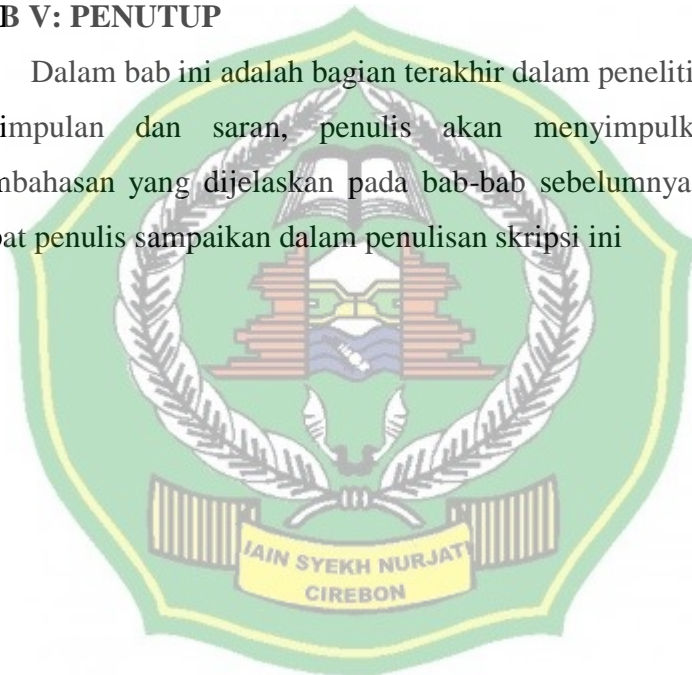 B V: PENUTUP
Dalam bab ini adalah bagian terakhir dalam peneliti
impulan dan saran, penulis akan menyimpulk
mbahasan yang dijelaskan pada bab-bab sebelumnya
pat penulis sampaikan dalam penulisan skripsi ini
IAIN SYEKH NURJATI
CIREBON